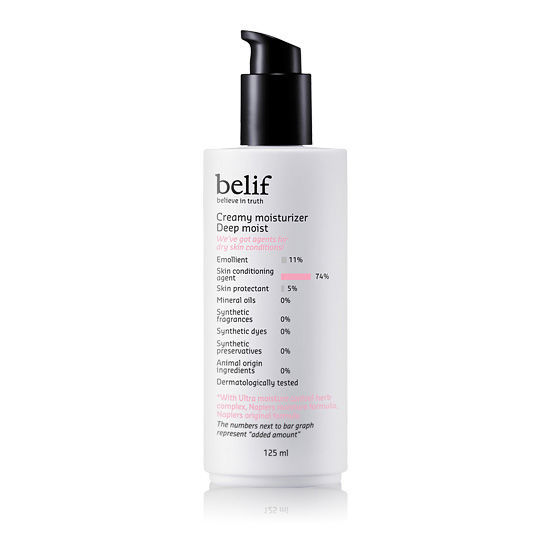 belif
believe in truth
Creamy moisturizer
Deep moist
We've got agents for
dry skin conditions!
Emollient 11%
Skin conditioning
agent 74%
Skin protectant 5%
Mineral oils 0%
Synthetic
fragrances 0%
Synthetic dyes 0%
Synthetic
preservatives 0%
Animal origin
ingredients 0%
Dermatologically tested
*With Ultra moisture herb
complex, Napiers formula,
Napiers original
The numbers next to bar graph
represent "added amount"
125 ml